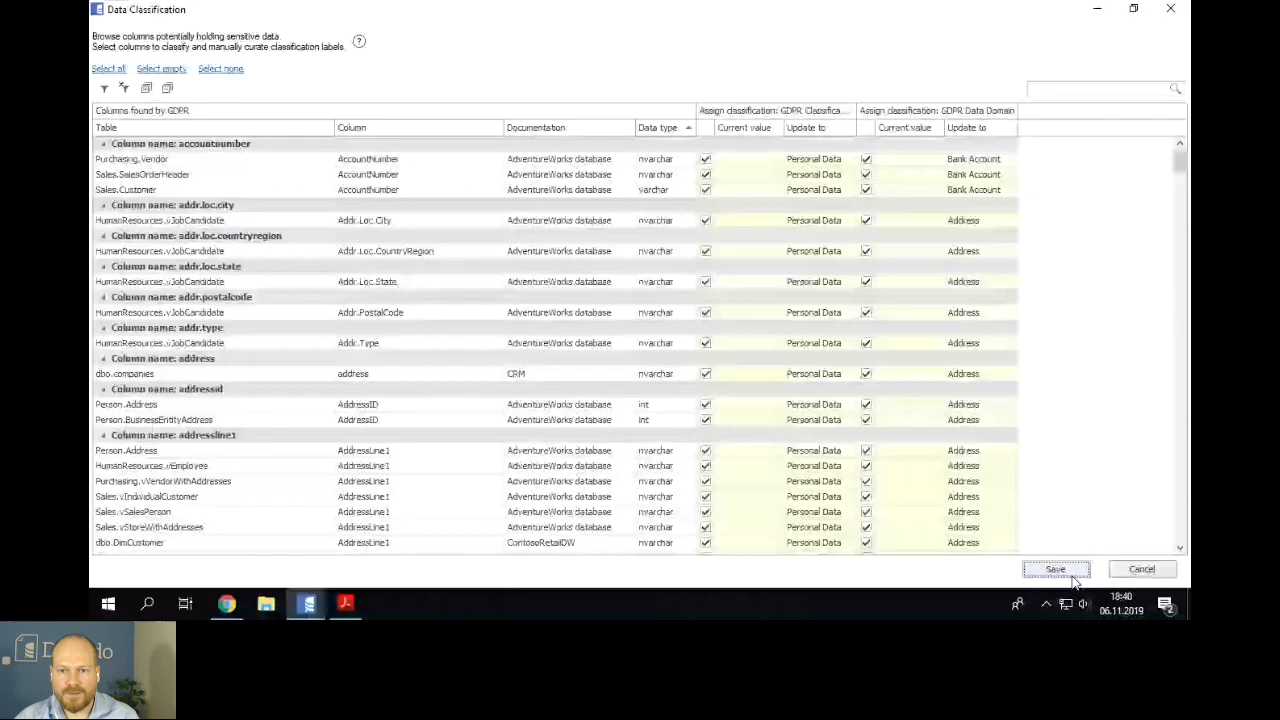 Data Classification
Browse columns potentially holding sensitive data.
Select columns to classify and manually curate classification labels.
?
Select all Select empty Select none
Columns found by GDPR Assign classification: GDPR Classifica... Assign classification: GDPR Data Domain
Table Column Documentation Data type Current value Update to Current value Update to
Column name: accountnumber
Purchasing.Vendor AccountNumber AdventureWorks database nvarchar Personal Data Bank Account
Sales.SalesOrderHeader AccountNumber AdventureWorks database nvarchar Personal Data Bank Account
Sales.Customer AccountNumber AdventureWorks database varchar Personal Data Bank Account
Column name: addr.loc.city
HumanResources.vJobCandidate Addr.Loc.City AdventureWorks database nvarchar Personal Data Address
Column name: addr.loc.countryregion
HumanResources.vJobCandidate Addr.Loc.CountryRegion AdventureWorks database nvarchar Personal Data Address
Column name: addr.loc.state
HumanResources.vJobCandidate Addr.Loc.State AdventureWorks database nvarchar Personal Data Address
Column name: addr.postalcode
HumanResources.vJobCandidate Addr.PostalCode AdventureWorks database nvarchar Personal Data Address
Column name: addr.type
HumanResources.vJobCandidate Addr.Type AdventureWorks database nvarchar Personal Data Address
Column name: address
dbo.companies address CRM nvarchar Personal Data Address
Column name: addressid
Person.Address AddressID AdventureWorks database int Personal Data Address
Person.BusinessEntityAddress AddressID AdventureWorks database int Personal Data Address
Column name: addressline1
Person.Address AddressLine1 AdventureWorks database nvarchar Personal Data Address
HumanResources.vEmployee AddressLine1 AdventureWorks database nvarchar Personal Data Address
Purchasing.vVendorWithAddresses AddressLine1 AdventureWorks database nvarchar Personal Data Address
Sales.vIndividualCustomer AddressLine1 AdventureWorks database nvarchar Personal Data Address
Sales.vSalesPerson AddressLine1 AdventureWorks database nvarchar Personal Data Address
Sales.vStoreWithAddresses AddressLine1 AdventureWorks database nvarchar Personal Data Address
dbo.DimCustomer AddressLine1 ContosoRetailDW nvarchar Personal Data Address
Save Cancel
18:40
06.11.2019
2